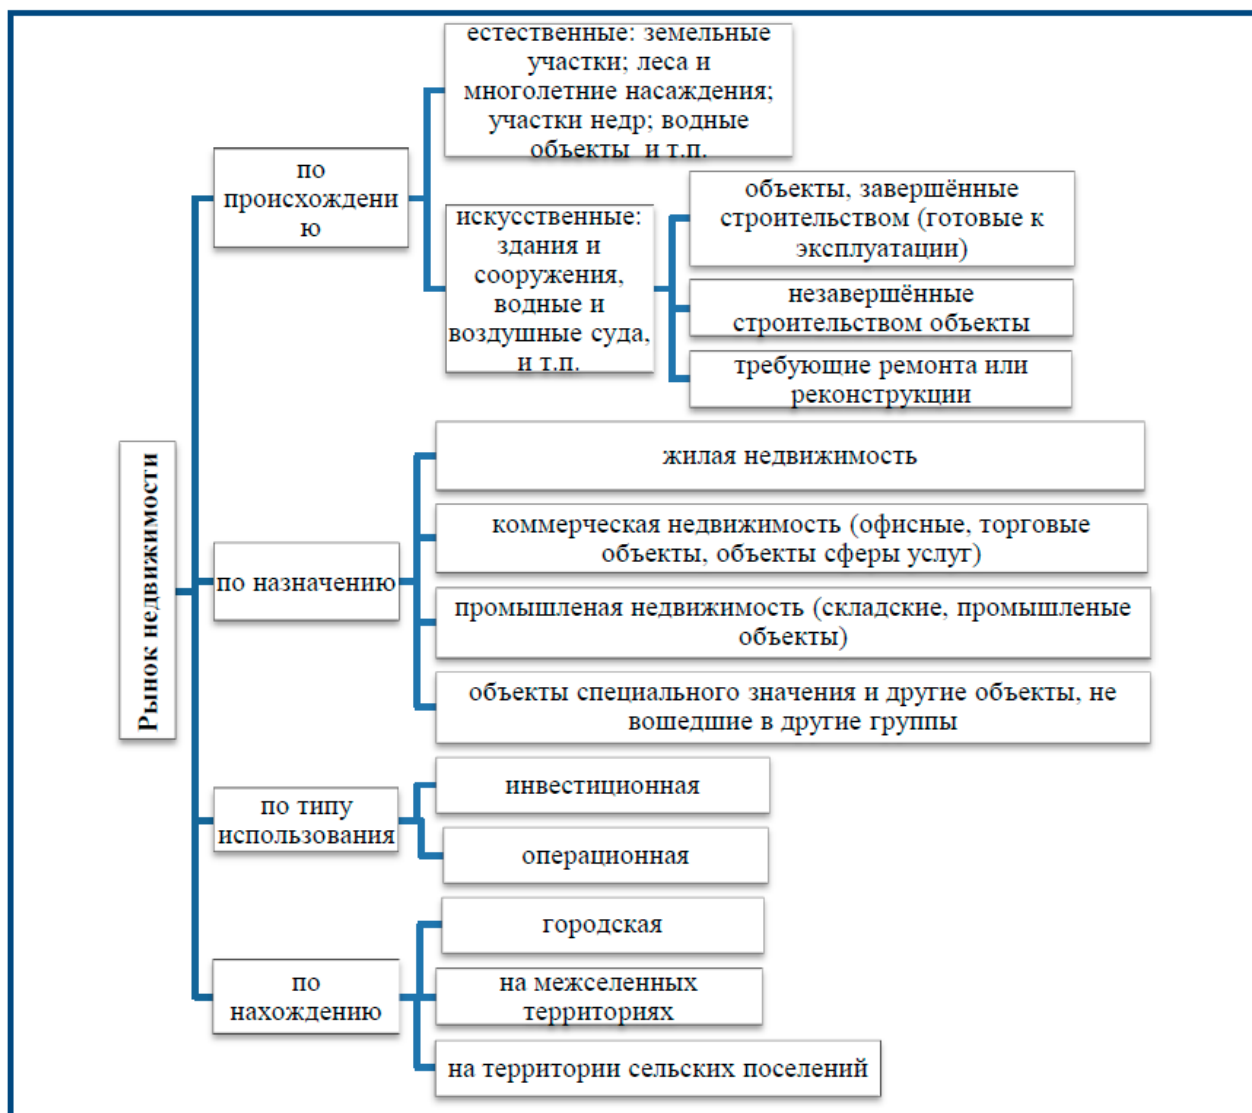 Рынок недвижимости
по
происхождени
ю
естественные: земельные
участки; леса и
многолетние насаждения;
участки недр; водные
объекты и т.п.
искусственные:
здания и
сооружения,
водные и
воздушные суда,
и т.п.
объекты, завершённые
строительством (готовые к
эксплуатации)
незавершённые
строительством объекты
требующие ремонта или
реконструкции
по назначению
жилая недвижимость
коммерческая недвижимость (офисные, торговые
объекты, объекты сферы услуг)
промышленая недвижимость (складские, промышленые
объекты)
объекты специального значения и другие объекты, не
вошедшие в другие группы
по типу
использования
инвестиционная
операционная
по
нахождению
городская
на межселенных
территориях
на территории сельских поселений